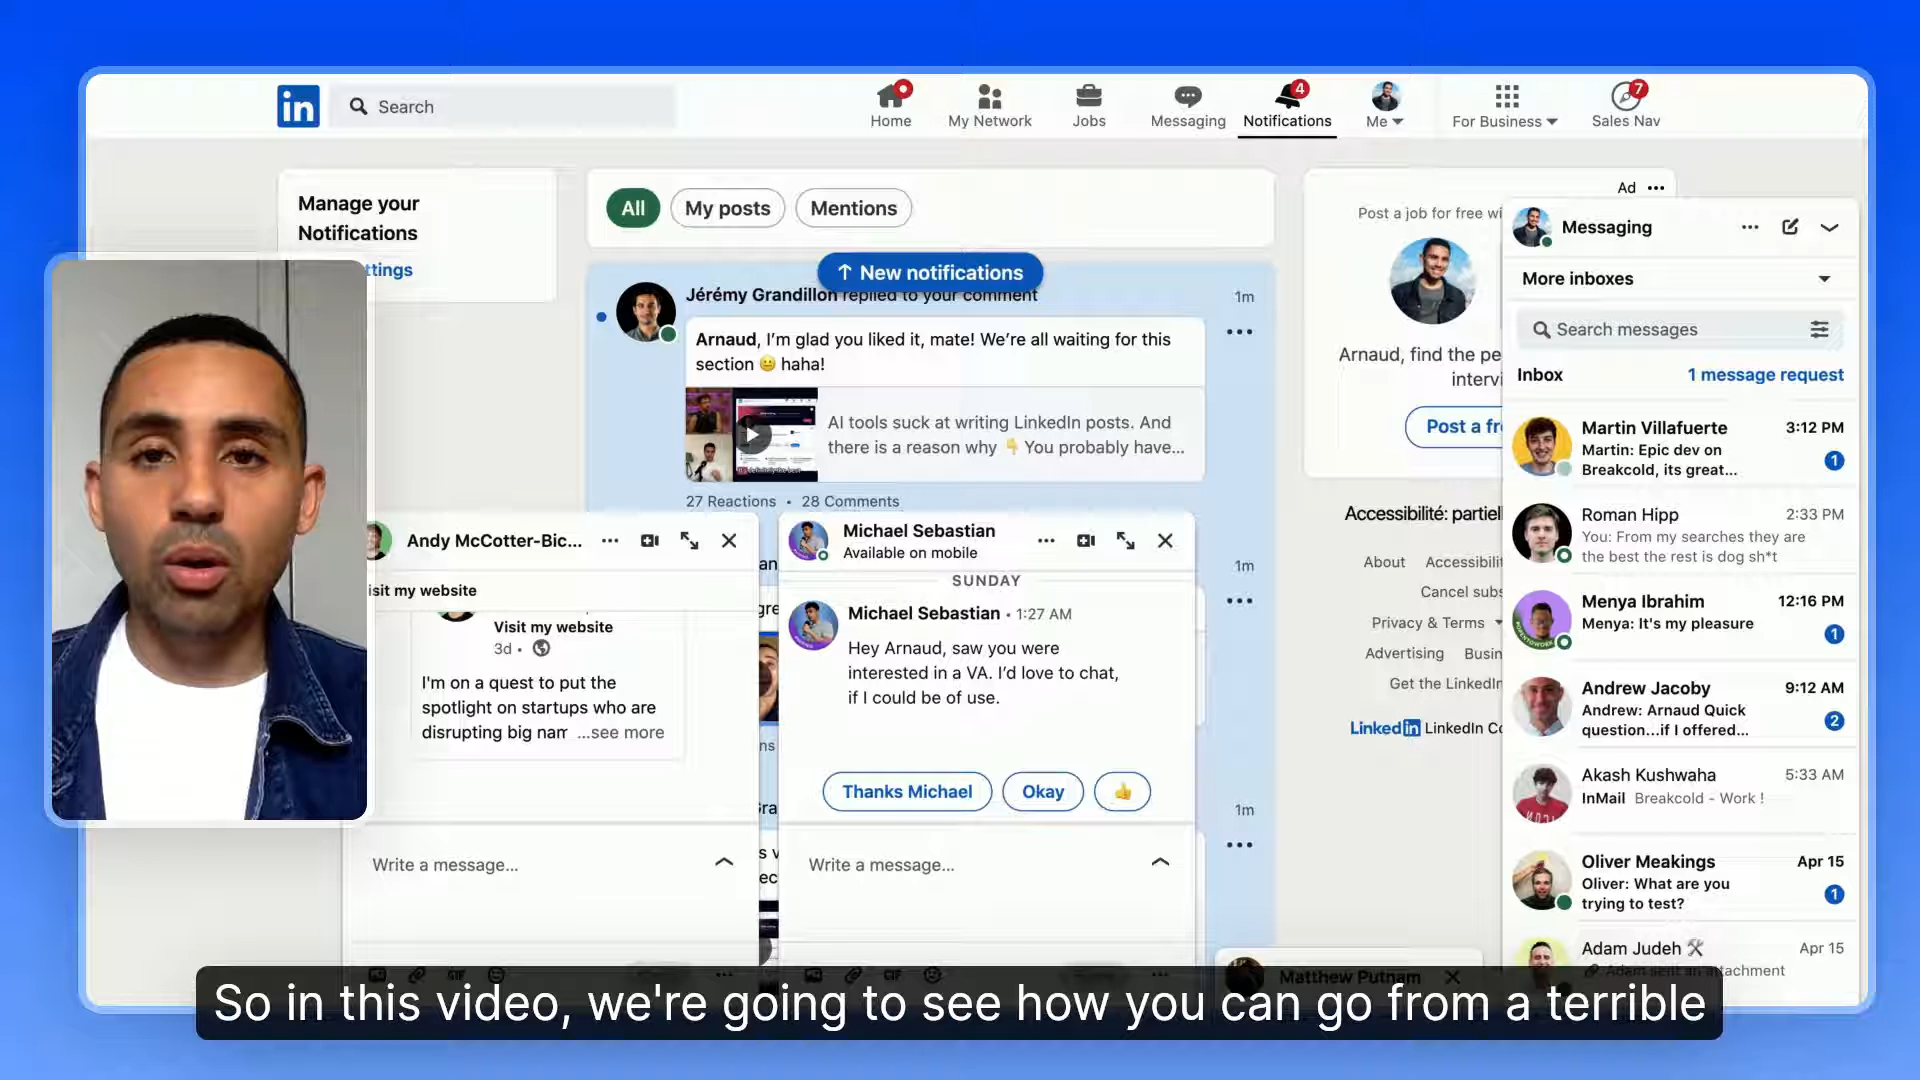 in
Search
Home
My Network
Jobs
Messaging
4
Notifications
Me
For Business
7
Sales Nav
Manage your
Notifications
ttings
All
My posts
Mentions
↑ New notifications
Jérémy Grandillon replied to your comment
1m
Arnaud, I'm glad you liked it, mate! We're all waiting for this
section 😐 haha!
AI tools suck at writing LinkedIn posts. And
there is a reason why 👇 You probably have...
27 Reactions • 28 Comments
1m
1m
Andy McCotter-Bic...
isit my website
Visit my website
3d •
I'm on a quest to put the
spotlight on startups who are
disrupting big nam ...see more
Write a message...
Michael Sebastian
Available on mobile
SUNDAY
Michael Sebastian • 1:27 AM
Hey Arnaud, saw you were
interested in a VA. I'd love to chat,
if I could be of use.
Thanks Michael
Okay
👍
Write a message...
GIF
GIF
Ad
Post a job for free wi
Arnaud, find the pe
intervi
Post a fr
Accessibilité: partiel
About Accessibilit
Cancel subs
Privacy & Terms
Advertising Busin
Get the LinkedIn
LinkedIn LinkedIn Co
Messaging
More inboxes
Search messages
Inbox
1 message request
Martin Villafuerte 3:12 PM
Martin: Epic dev on
Breakcold, its great...
1
Roman Hipp 2:33 PM
You: From my searches they are
the best the rest is dog sh*t
Menya Ibrahim 12:16 PM
Menya: It's my pleasure
1
Andrew Jacoby 9:12 AM
Andrew: Arnaud Quick
question...if I offered...
2
Akash Kushwaha 5:33 AM
InMail Breakcold - Work !
Oliver Meakings Apr 15
Oliver: What are you
trying to test?
1
Adam Judeh Apr 15
Adam sent an attachment
Matthew Putnam
So in this video, we're going to see how you can go from a terrible